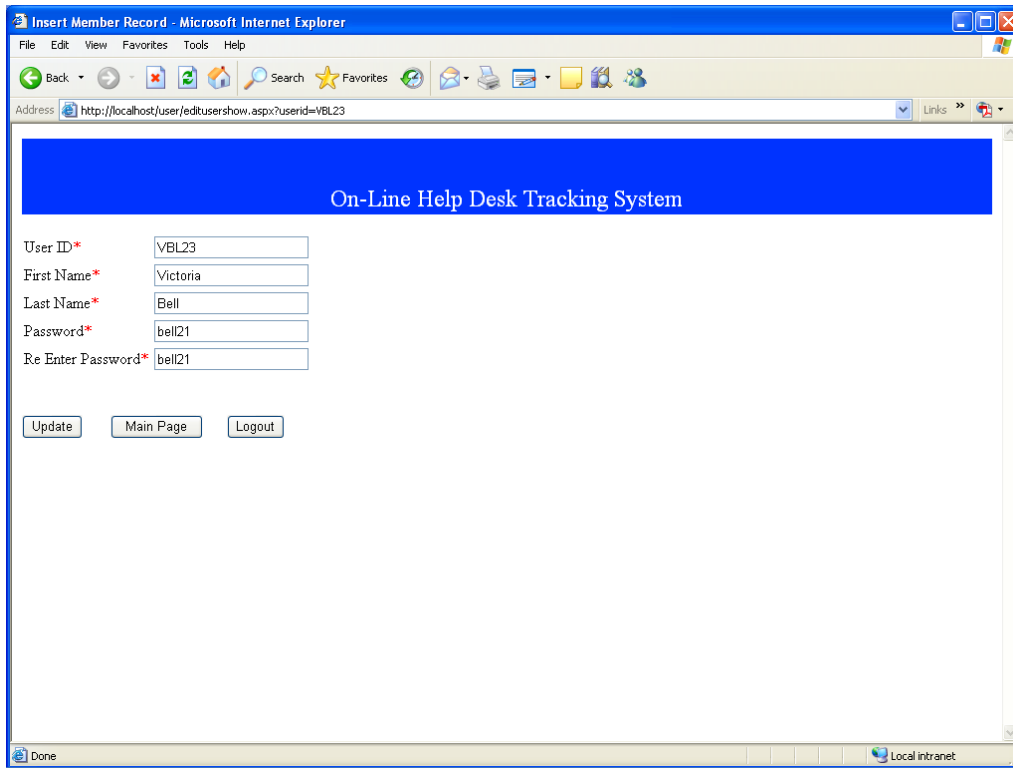 Insert Member Record - Microsoft Internet Explorer
File Edit View Favorites Tools Help
Back Search Favorites
Address http://localhost/user/editusershow.aspx?userid=VBL23 Links »
On-Line Help Desk Tracking System
User ID* VBL23
First Name* Victoria
Last Name* Bell
Password* bell21
Re Enter Password* bell21
Update Main Page Logout
Done Local intranet